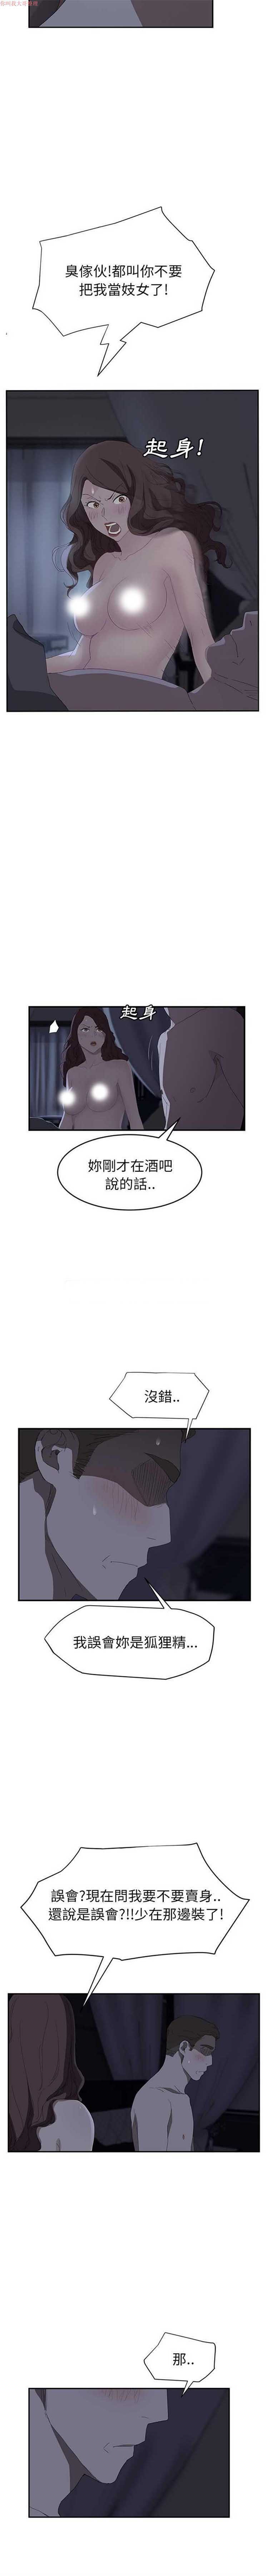 臭傢伙!都叫你不要
把我當妓女了!
起身!
起身
妳剛才在酒吧
說的話..
沒錯..
我誤會妳是狐狸精...
誤會?現在問我要不要賣身..
還說是誤會?!!少在那邊裝了!
那..